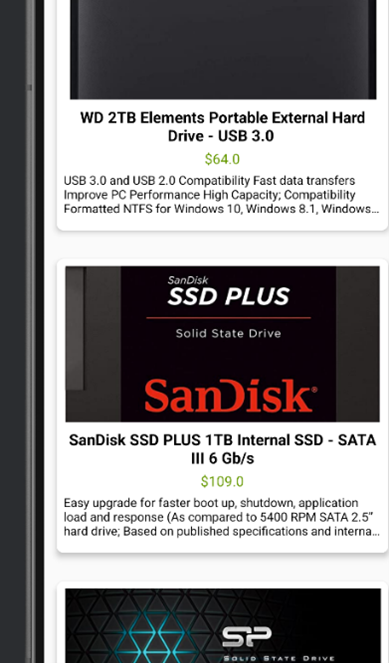 WD 2TB Elements Portable External Hard
Drive - USB 3.0
$64.0
USB 3.0 and USB 2.0 Compatibility Fast data transfers
Improve PC Performance High Capacity; Compatibility
Formatted NTFS for Windows 10, Windows 8.1, Windows...
SanDisk
SSD PLUS
Solid State Drive
SanDisk®
SanDisk SSD PLUS 1TB Internal SSD - SATA
III 6 Gb/s
$109.0
Easy upgrade for faster boot up, shutdown, application
load and response (As compared to 5400 RPM SATA 2.5”
hard drive; Based on published specifications and interna...
SP
SOLID STATE DRIVE